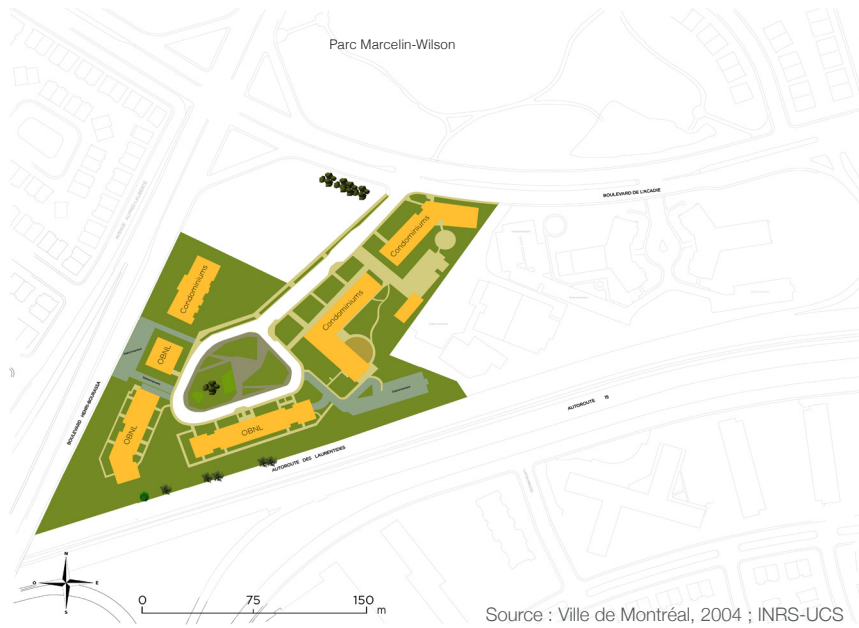 Parc Marcelin-Wilson
BOULEVARD DE L'ACADIE
Condominiums
Condominiums
Condominiums
OBNL
OBNL
OBNL
BOULEVARD HENRI-BOURASSA
AUTOROUTE 15
AUTOROUTE DES LAURENTIDES
N
O
E
S
0
75
150
m
Source : Ville de Montréal, 2004 ; INRS-UCS